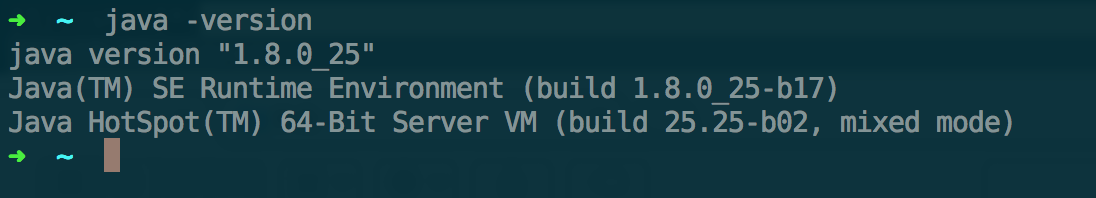 ➜ ~ java -version
java version "1.8.0_25"
Java(TM) SE Runtime Environment (build 1.8.0_25-b17)
Java HotSpot(TM) 64-Bit Server VM (build 25.25-b02, mixed mode)
➜ ~